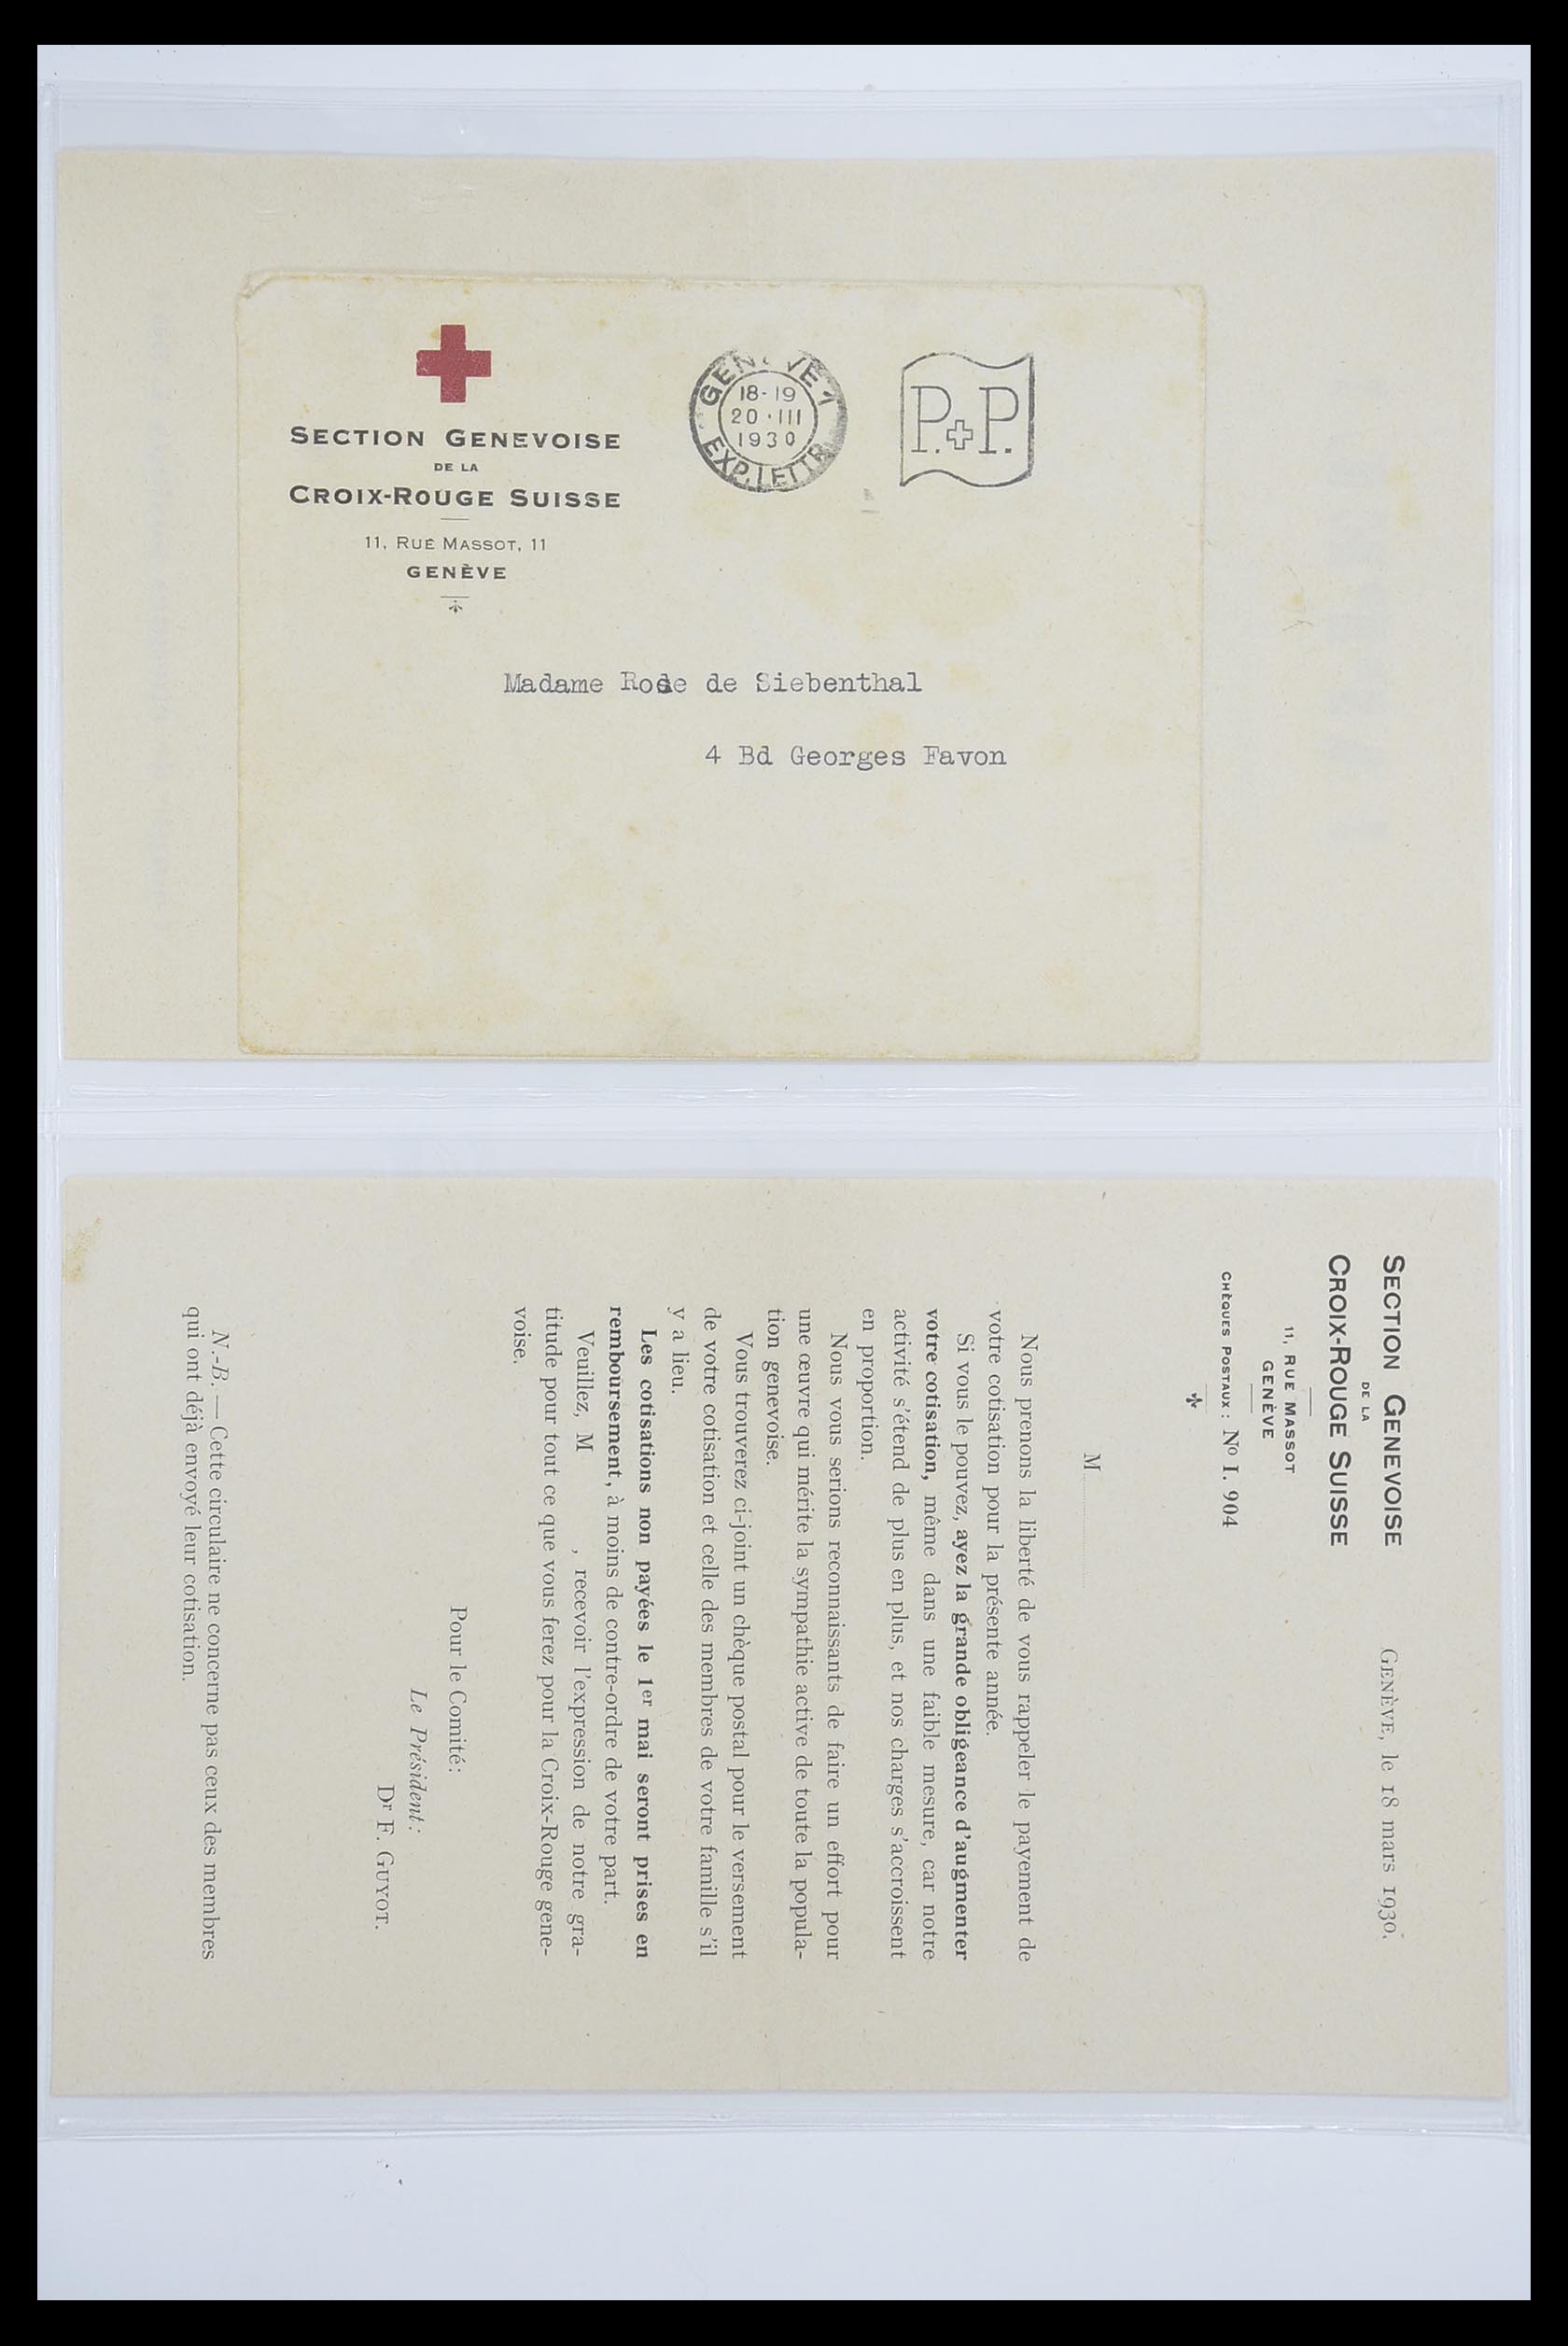 SECTION GENEVOISE
DE LA
CROIX-ROUGE SUISSE
11, RUE MASSOT, 11
GENÈVE
GENÈVE 1
18-19
20·III
1930
EXP. LETTR
P.+P.
Madame Rose de Siebenthal
4 Bd Georges Favon
SECTION GENEVOISE
DE LA
CROIX-ROUGE SUISSE
11, RUE MASSOT
GENÈVE
CHÈQUES POSTAUX : Nº I. 904
GENÈVE, le 18 mars 1930.
M
Nous prenons la liberté de vous rappeler le payement de
votre cotisation pour la présente année.
Si vous le pouvez, ayez la grande obligeance d'augmenter
votre cotisation, même dans une faible mesure, car notre
activité s'étend de plus en plus, et nos charges s'accroissent
en proportion.
Nous vous serions reconnaissants de faire un effort pour
une œuvre qui mérite la sympathie active de toute la popula-
tion genevoise.
Vous trouverez ci-joint un chèque postal pour le versement
de votre cotisation et celle des membres de votre famille s'il
y a lieu.
Les cotisations non payées le 1er mai seront prises en
remboursement, à moins de contre-ordre de votre part.
Veuillez, M , recevoir l'expression de notre gra-
titude pour tout ce que vous ferez pour la Croix-Rouge gene-
voise.
Pour le Comité:
Le Président :
Dr F. GUYOT.
N.-B. — Cette circulaire ne concerne pas ceux des membres
qui ont déjà envoyé leur cotisation.